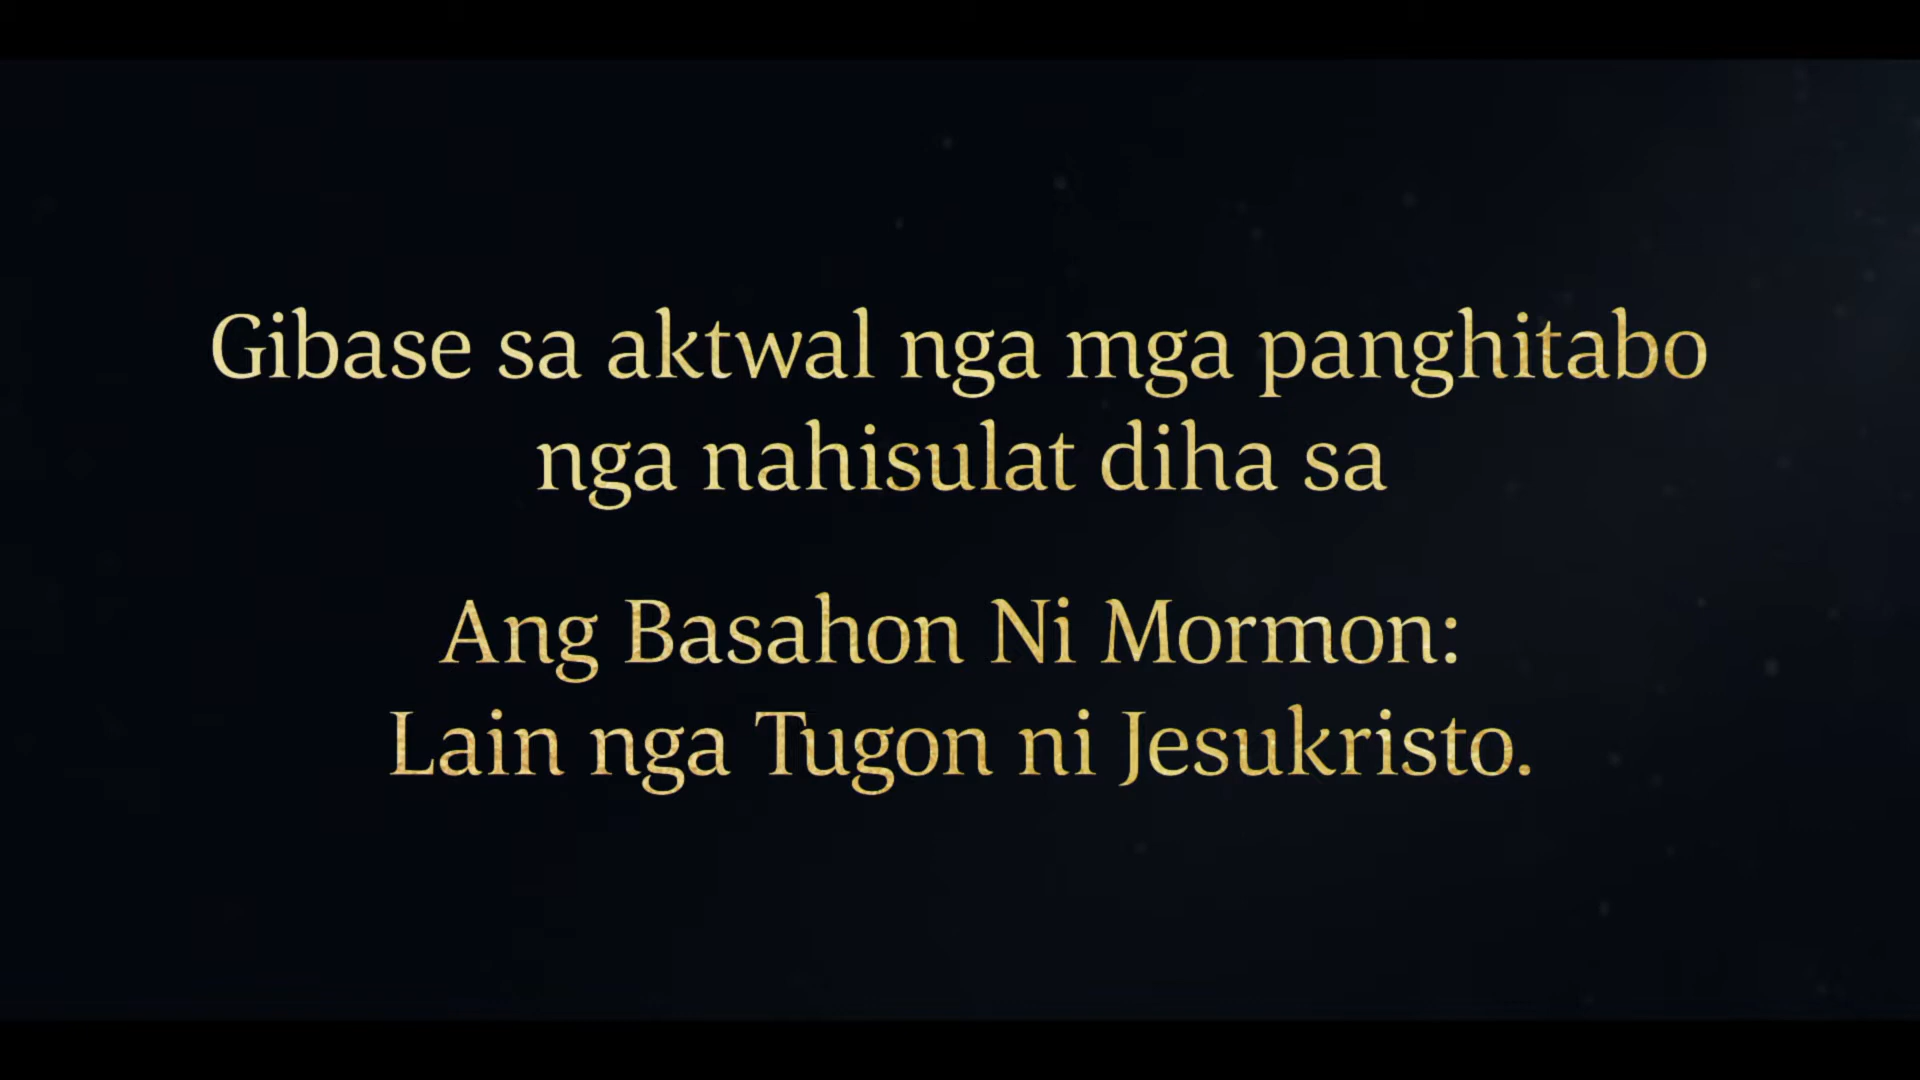 Gibase sa aktwal nga mga panghitabo
nga nahisulat diha sa
Ang Basahon Ni Mormon:
Lain nga Tugon ni Jesukristo.